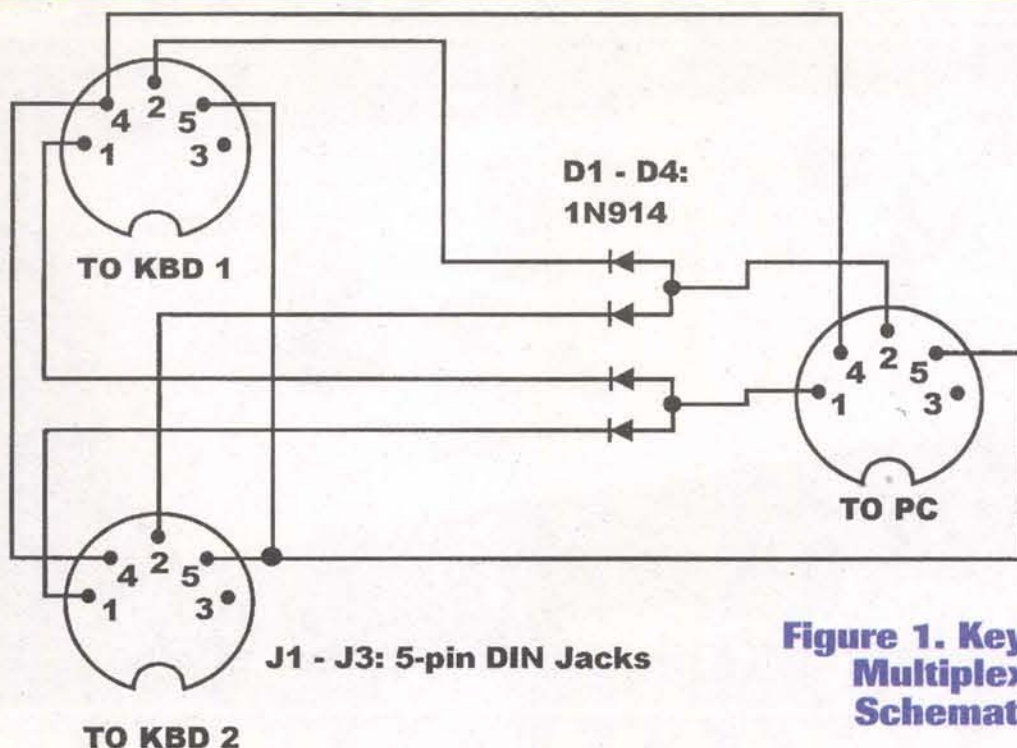 4 2 5
1 3
TO KBD 1
D1 - D4:
1N914
4 2 5
1 3
TO PC
4 2 5
1 3
J1 - J3: 5-pin DIN Jacks
TO KBD 2
Figure 1. Key
Multiplex
Schemat